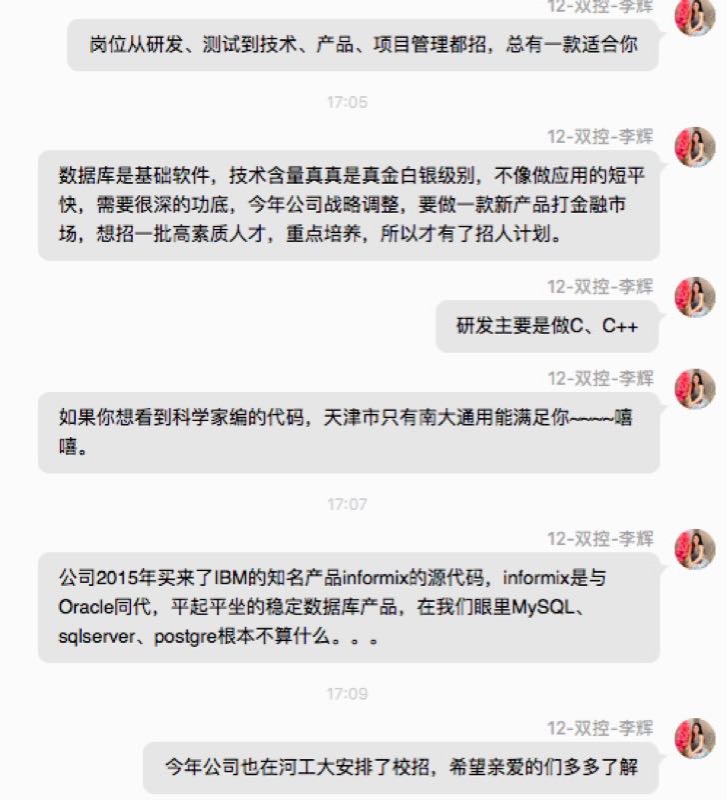 12-双控-李辉
岗位从研发、测试到技术、产品、项目管理都招，总有一款适合你
17:05
12-双控-李辉
数据库是基础软件，技术含量真真是真金白银级别，不像做应用的短平
快，需要很深的功底，今年公司战略调整，要做一款新产品打金融市
场，想招一批高素质人才，重点培养，所以才有了招人计划。
12-双控-李辉
研发主要是做C、C++
12-双控-李辉
如果你想看到科学家编的代码，天津市只有南大通用能满足你~~~~嘻
嘻。
17:07
12-双控-李辉
公司2015年买来了IBM的知名产品informix的源代码，informix是与
Oracle同代，平起平坐的稳定数据库产品，在我们眼里MySQL、
sqlserver、postgre根本不算什么。。。
17:09
12-双控-李辉
今年公司也在河工大安排了校招，希望亲爱的们多多了解